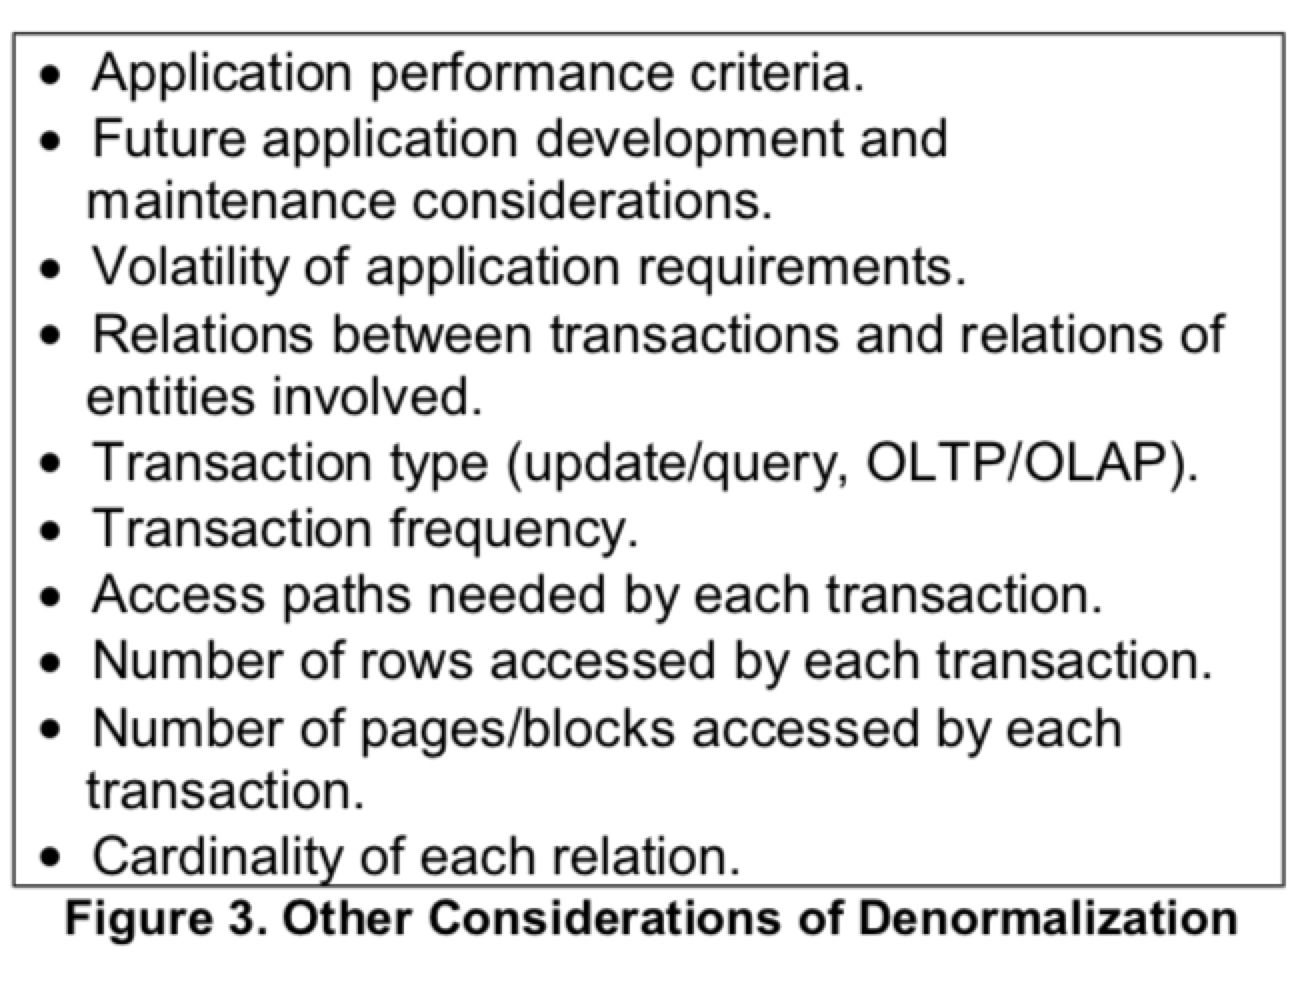 • Application performance criteria.
• Future application development and
maintenance considerations.
• Volatility of application requirements.
• Relations between transactions and relations of
entities involved.
• Transaction type (update/query, OLTP/OLAP).
• Transaction frequency.
• Access paths needed by each transaction.
• Number of rows accessed by each transaction.
• Number of pages/blocks accessed by each
transaction.
• Cardinality of each relation.
Figure 3. Other Considerations of Denormalization